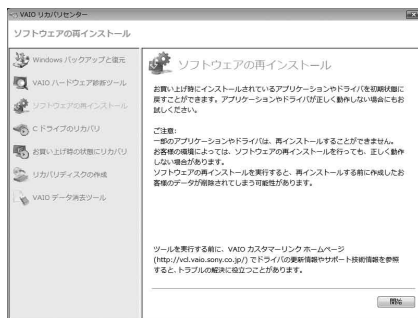 VAIO リカバリセンター
ソフトウェアの再インストール
Windows バックアップと復元
VAIO ハードウェア診断ツール
ソフトウェアの再インストール
C ドライブのリカバリ
お買い上げ時の状態にリカバリ
リカバリディスクの作成
VAIO データ消去ツール
ソフトウェアの再インストール
お買い上げ時にインストールされているアプリケーションやドライバを初期状態に
戻すことができます。アプリケーションやドライバが正しく動作しない場合にもお
試しください。
ご注意:
一部のアプリケーションやドライバは、再インストールすることができません。
お客様の環境によっては、ソフトウェアの再インストールを行っても、正しく動作
しない場合があります。
ソフトウェアの再インストールを実行すると、再インストールする前に作成したお
客様のデータが削除されてしまう可能性があります。
ツールを実行する前に、VAIO カスタマーリンク ホームページ
(http://vcl.vaio.sony.co.jp/) でドライバの更新情報やサポート技術情報を参照
すると、トラブルの解決に役立つことがあります。
開始